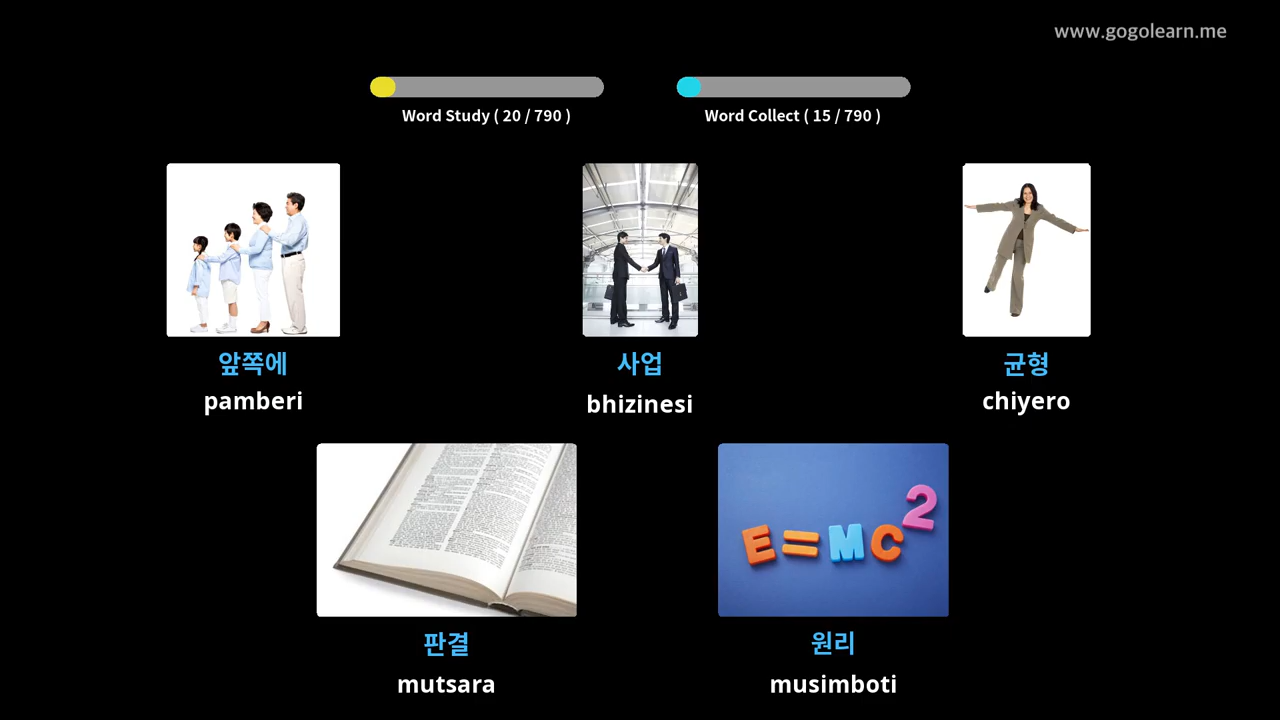 www.gogolearn.me
Word Study ( 20 / 790 )
Word Collect ( 15 / 790 )
앞쪽에
pamberi
사업
bhizinesi
균형
chiyero
E=MC2
판결
mutsara
원리
musimboti